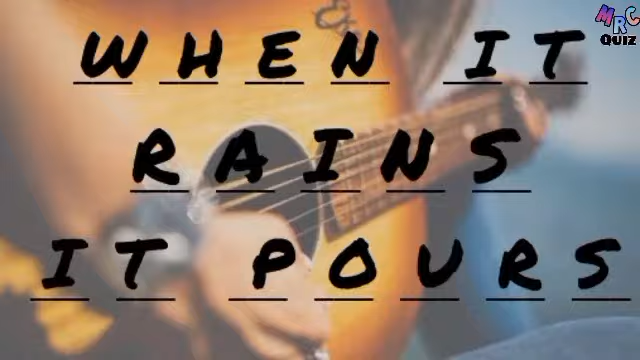 MRC
QUIZ
WHEN IT
RAINS
IT POURS